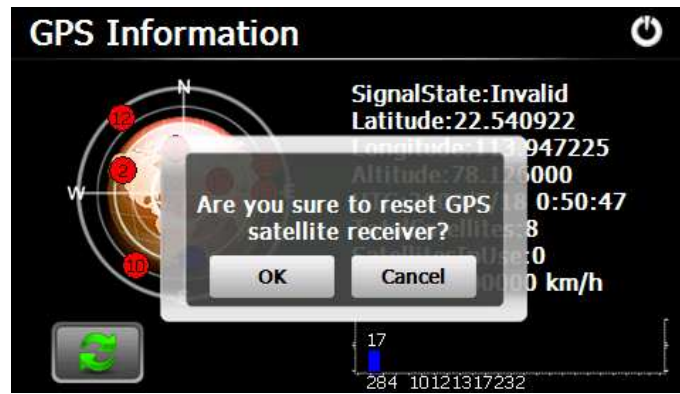 GPS Information
N
SignalState:Invalid
12
Latitude:22.540922
Longitude:113.947225
2
Altitude:78.126000
W
18 0:50:47
Are you sure to reset GPS
satellite receiver?
:8
:0
10
OK
Cancel
km/h
17
284 10121317232